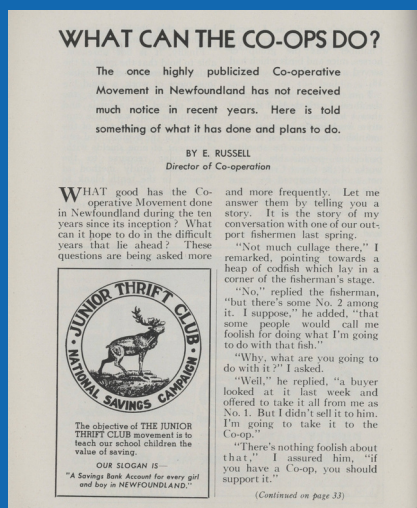 WHAT CAN THE CO-OPS DO?
The once highly publicized Co-operative
Movement in Newfoundland has not received
much notice in recent years. Here is told
something of what it has done and plans to do.
BY E. RUSSELL
Director of Co-operation
WHAT good has the Co-
operative Movement done
in Newfoundland during the ten
years since its inception? What
can it hope to do in the difficult
years that lie ahead? These
questions are being asked more
JUNIOR THRIFT CLUB
NATIONAL SAVINGS CAMPAIGN
The objective of THE JUNIOR
THRIFT CLUB movement is to
teach our school children the
value of saving.
OUR SLOGAN IS—
"A Savings Bank Account for every girl
and boy in NEWFOUNDLAND."
and more frequently. Let me
answer them by telling you a
story. It is the story of my
conversation with one of our out-
port fishermen last spring.
"Not much cullage there," I
remarked, pointing towards a
heap of codfish which lay in a
corner of the fisherman's stage.
"No," replied the fisherman,
"but there's some No. 2 among
it. I suppose," he added, "that
some people would call me
foolish for doing what I'm going
to do with that fish."
"Why, what are you going to
do with it?" I asked.
"Well," he replied, "a buyer
looked at it last week and
offered to take it all from me as
No. 1. But I didn't sell it to him.
I'm going to take it to the
Co-op."
"There's nothing foolish about
that," I assured him, "if
you have a Co-op, you should
support it."
(Continued on page 33)